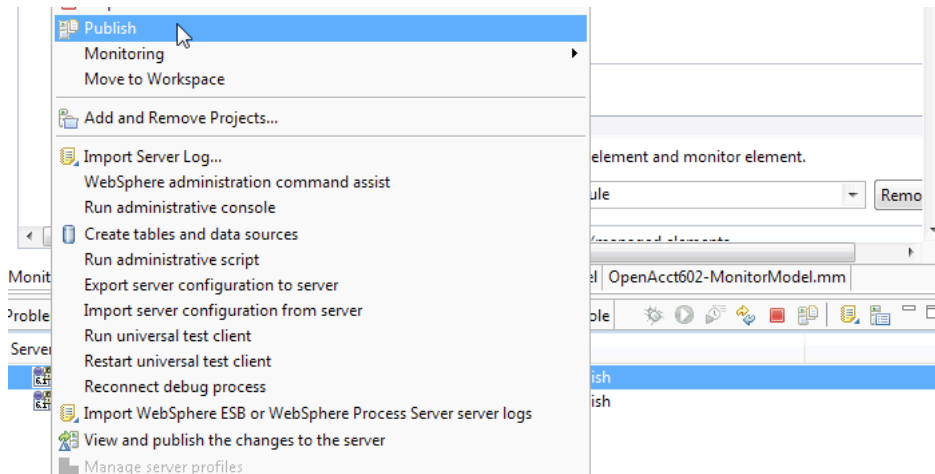 Publish
Monitoring
Move to Workspace
Add and Remove Projects...
Import Server Log...
element and monitor element.
WebSphere administration command assist
ule
Remo
Run administrative console
Create tables and data sources
/managed elements
Run administrative script
Monit
Export server configuration to server
el
OpenAcct602-MonitorModel.mm
Proble
Import server configuration from server
ole
Run universal test client
Server
Restart universal test client
Reconnect debug process
ish
Import WebSphere ESB or WebSphere Process Server server logs
ish
View and publish the changes to the server
Manage server profiles